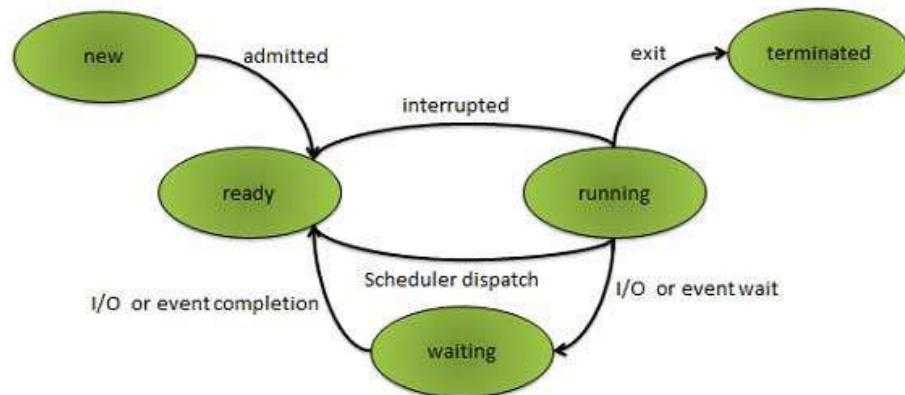 new
admitted
exit
terminated
interrupted
ready
running
Scheduler dispatch
I/O or event completion
I/O or event wait
waiting